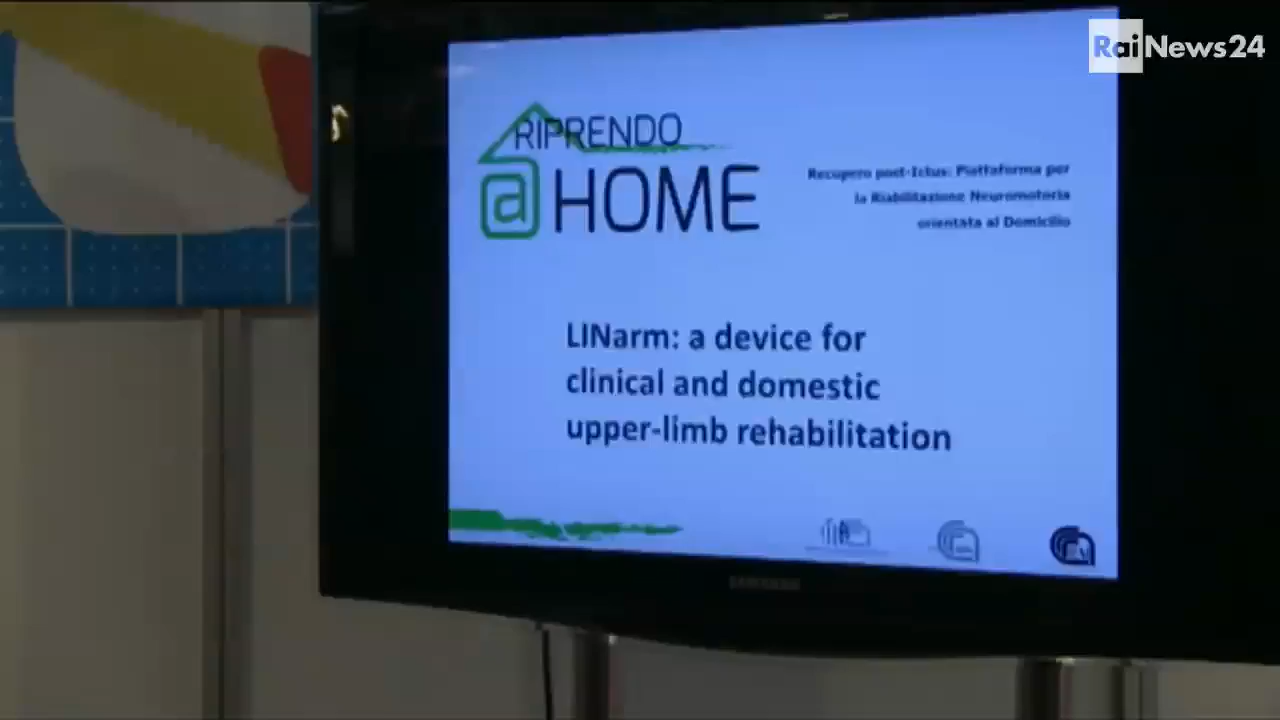 RaiNews24
RIPRENDO
@HOME
Recupero post-Ictus: Piattaforma per
la Riabilitazione Neuromotoria
orientata al Domicilio
LINarm: a device for
clinical and domestic
upper-limb rehabilitation
SAMSUNG